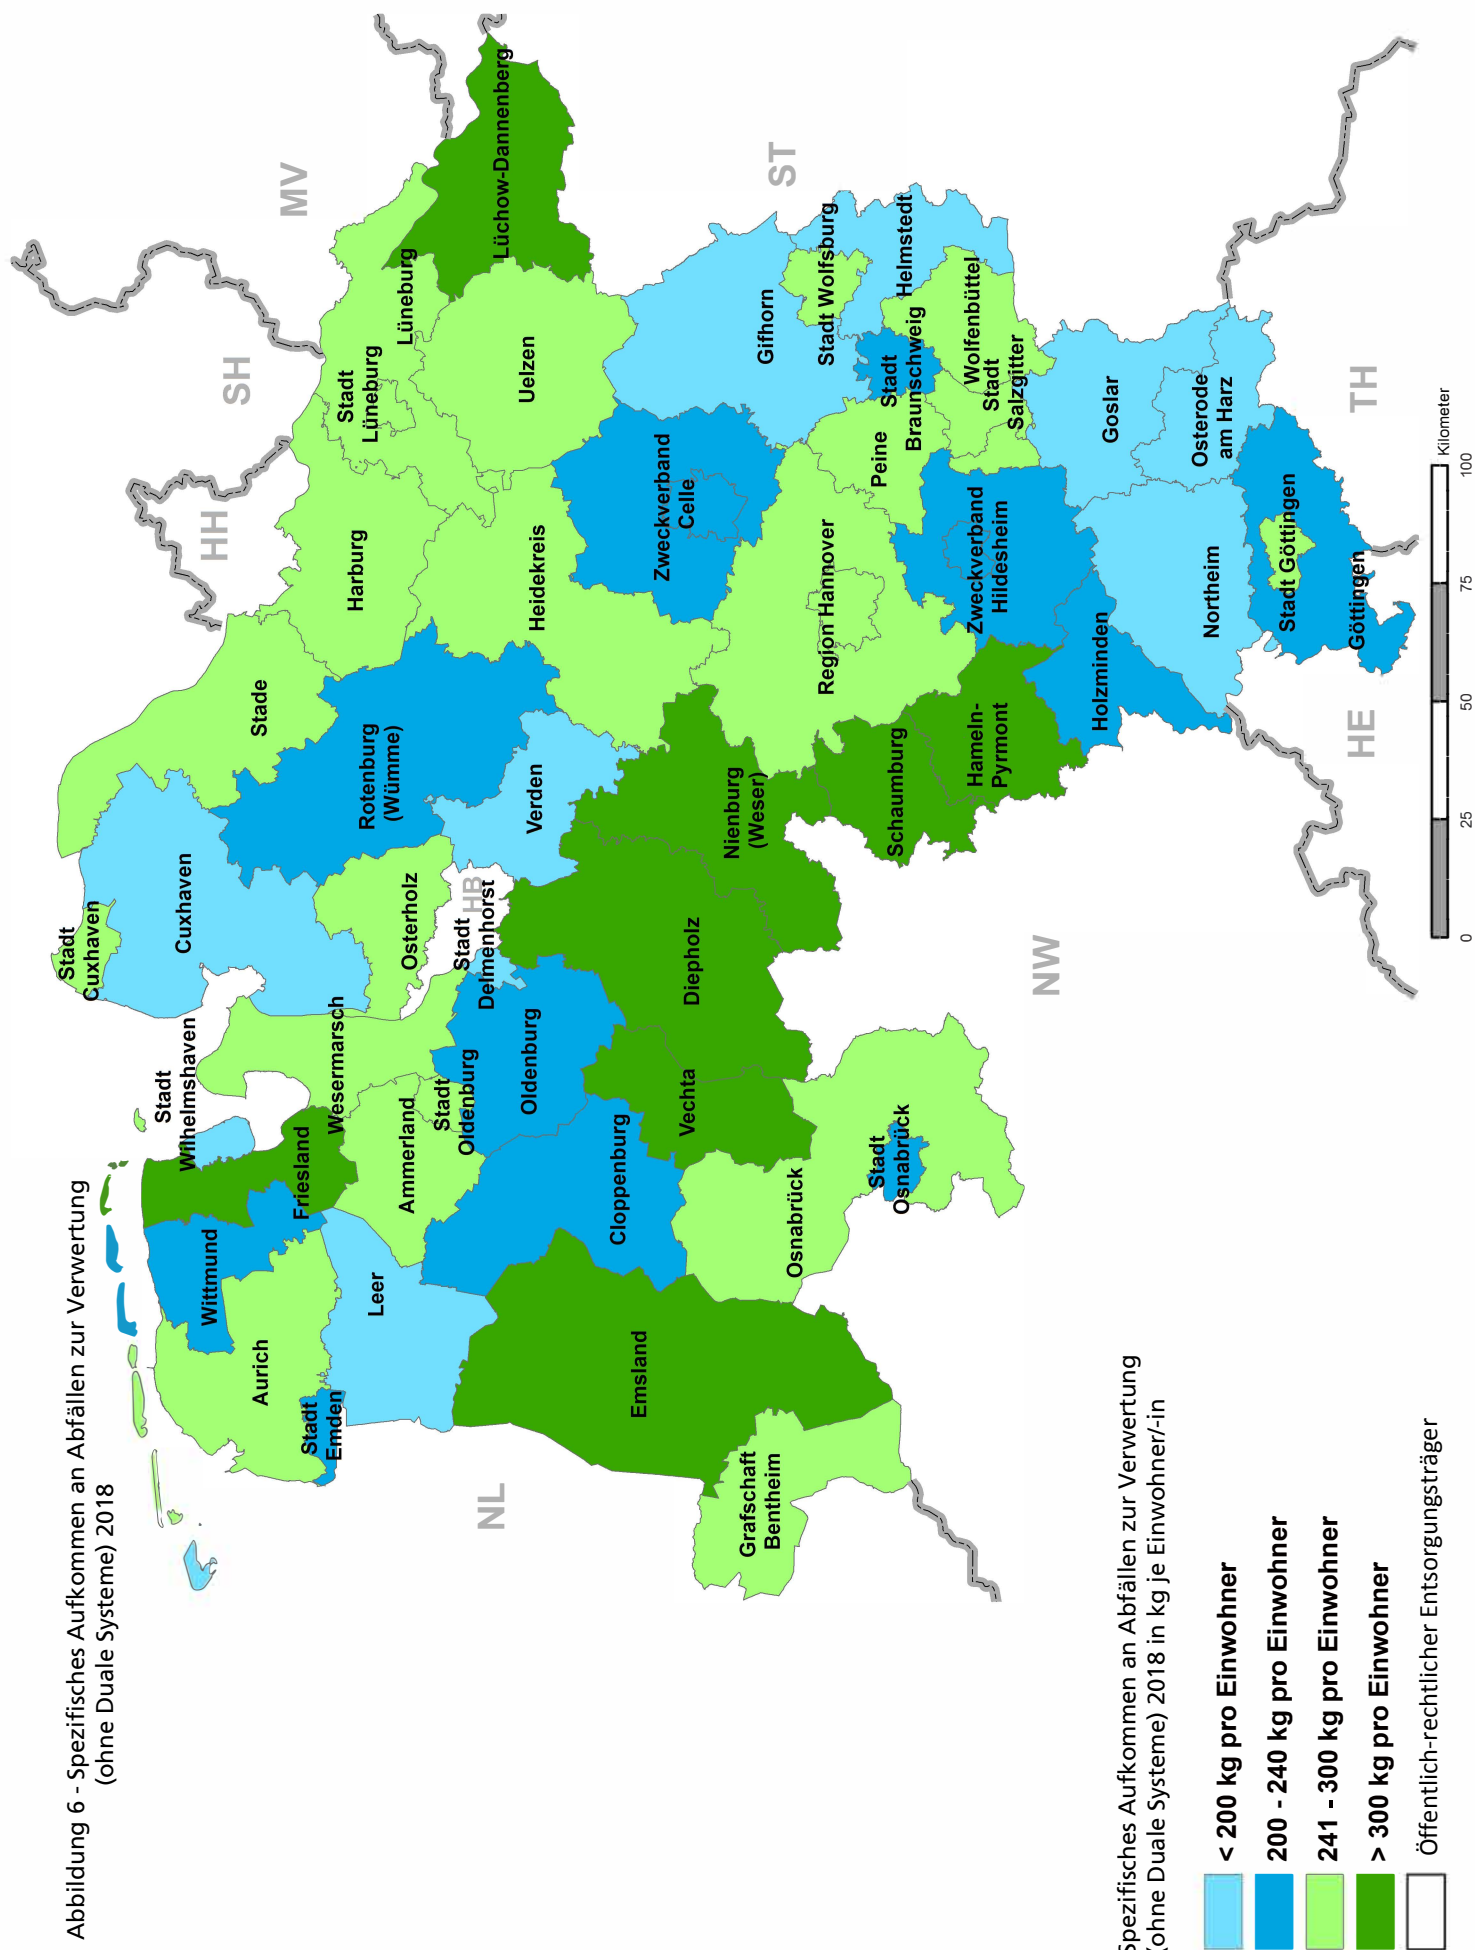 Abbildung 6 - Spezifisches Aufkommen an Abfällen zur Verwertung
(ohne Duale Systeme) 2018
MV
SH
HH
ST
TH
HE
NW
NL
HB
Stadt
Cuxhaven
Cuxhaven
Stade
Stadt
Wilhelmshaven
Wittmund
Friesland
Wesermarsch
Aurich
Stadt
Emden
Leer
Ammerland
Stadt
Oldenburg
Oldenburg
Osterholz
Stadt
Delmenhorst
Rotenburg
(Wümme)
Verden
Harburg
Stadt
Lüneburg
Lüneburg
Lüchow-Dannenberg
Uelzen
Heidekreis
Zweckverband
Celle
Gifhorn
Stadt Wolfsburg
Helmstedt
Stadt
Braunschweig
Wolfenbüttel
Stadt
Salzgitter
Peine
Region Hannover
Zweckverband
Hildesheim
Nienburg
(Weser)
Schaumburg
Hameln-
Pyrmont
Holzminden
Diepholz
Vechta
Cloppenburg
Emsland
Grafschaft
Bentheim
Osnabrück
Stadt
Osnabrück
Goslar
Osterode
am Harz
Northeim
Stadt Göttingen
Göttingen
Spezifisches Aufkommen an Abfällen zur Verwertung
(ohne Duale Systeme) 2018 in kg je Einwohner/-in
< 200 kg pro Einwohner
200 - 240 kg pro Einwohner
241 - 300 kg pro Einwohner
> 300 kg pro Einwohner
Öffentlich-rechtlicher Entsorgungsträger
Kilometer
0 25 50 75 100